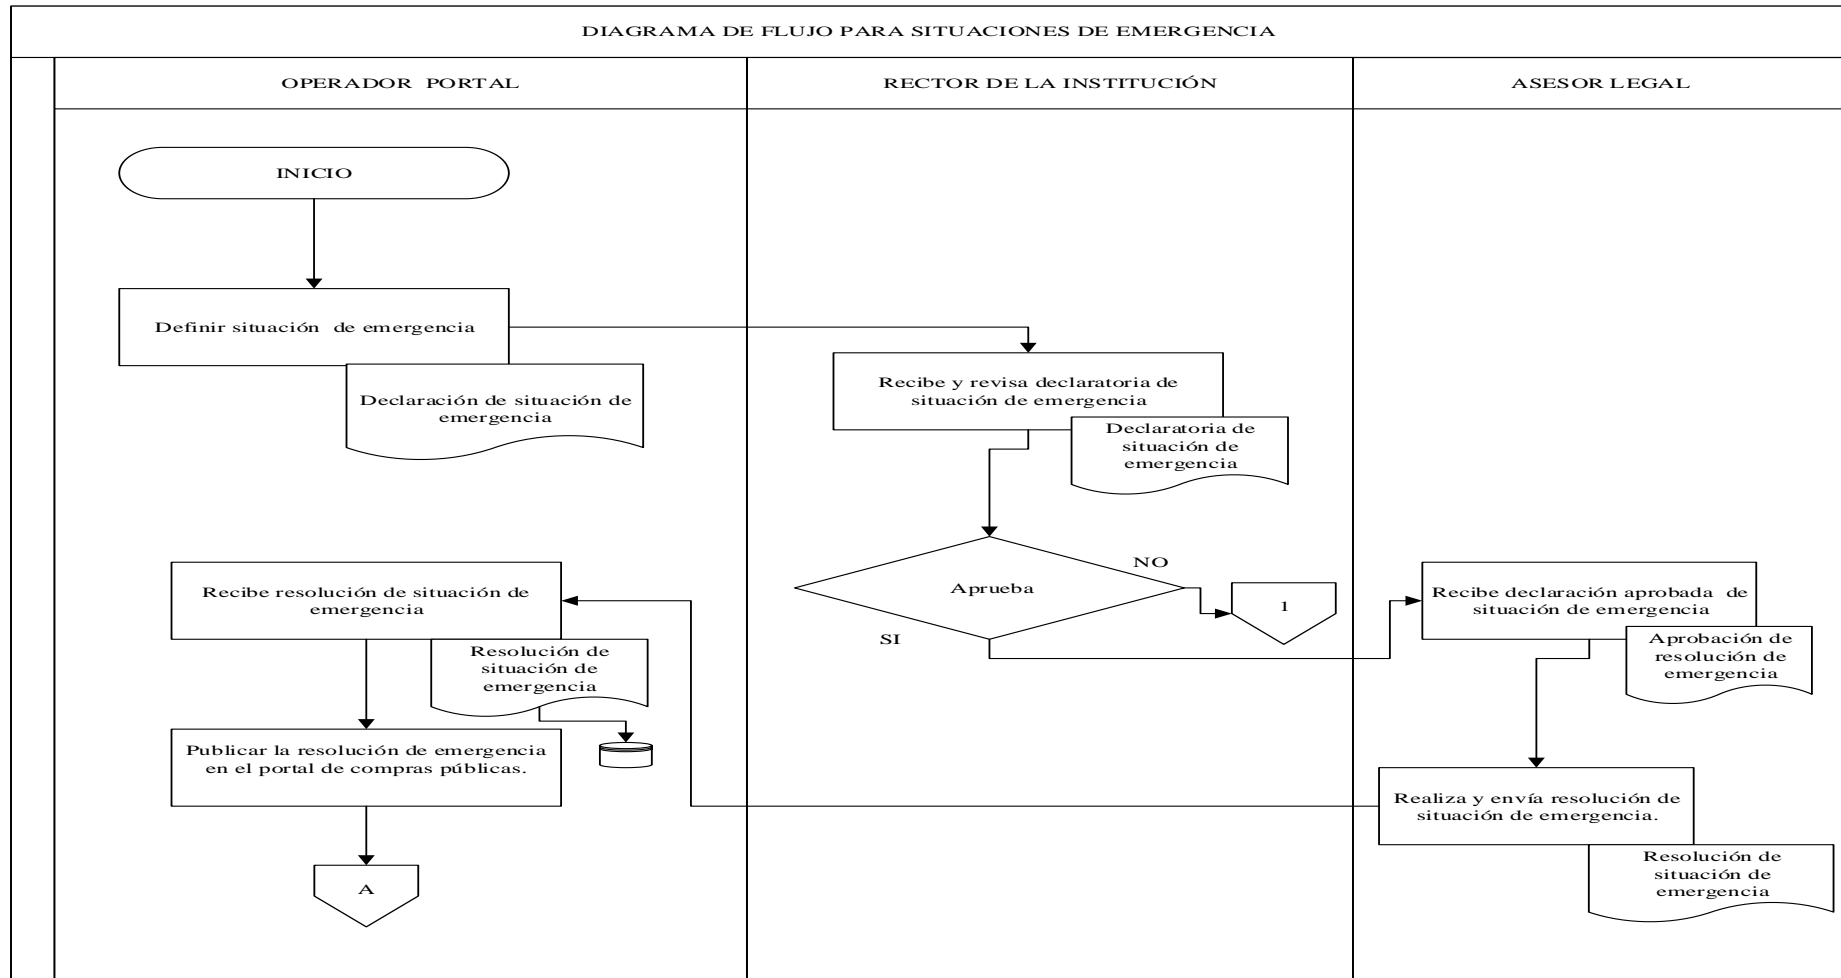 DIAGRAMA DE FLUJO PARA SITUACIONES DE EMERGENCIA
OPERADOR PORTAL
RECTOR DE LA INSTITUCIÓN
ASESOR LEGAL
INICIO
Definir situación de emergencia
Declaración de situación de
emergencia
Recibe y revisa declaratoria de
situación de emergencia
Declaratoria de
situación de
emergencia
Aprueba
NO
1
SI
Recibe declaración aprobada de
situación de emergencia
Aprobación de
resolución de
emergencia
Realiza y envía resolución de
situación de emergencia.
Resolución de
situación de
emergencia
Recibe resolución de situación de
emergencia
Resolución de
situación de
emergencia
Publicar la resolución de emergencia
en el portal de compras públicas.
A